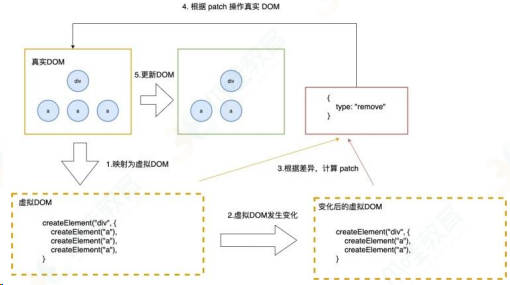 4. 根据 patch 操作真实 DOM
真实DOM
div
a
a
a
5.更新DOM
div
a
a
{
type: "remove"
}
1.映射为虚拟DOM
3.根据差异，计算 patch
虚拟DOM
createElement("div", {
createElement("a"),
createElement("a"),
createElement("a"),
}
2.虚拟DOM发生变化
变化后的虚拟DOM
createElement("div", {
createElement("a"),
createElement("a"),
}